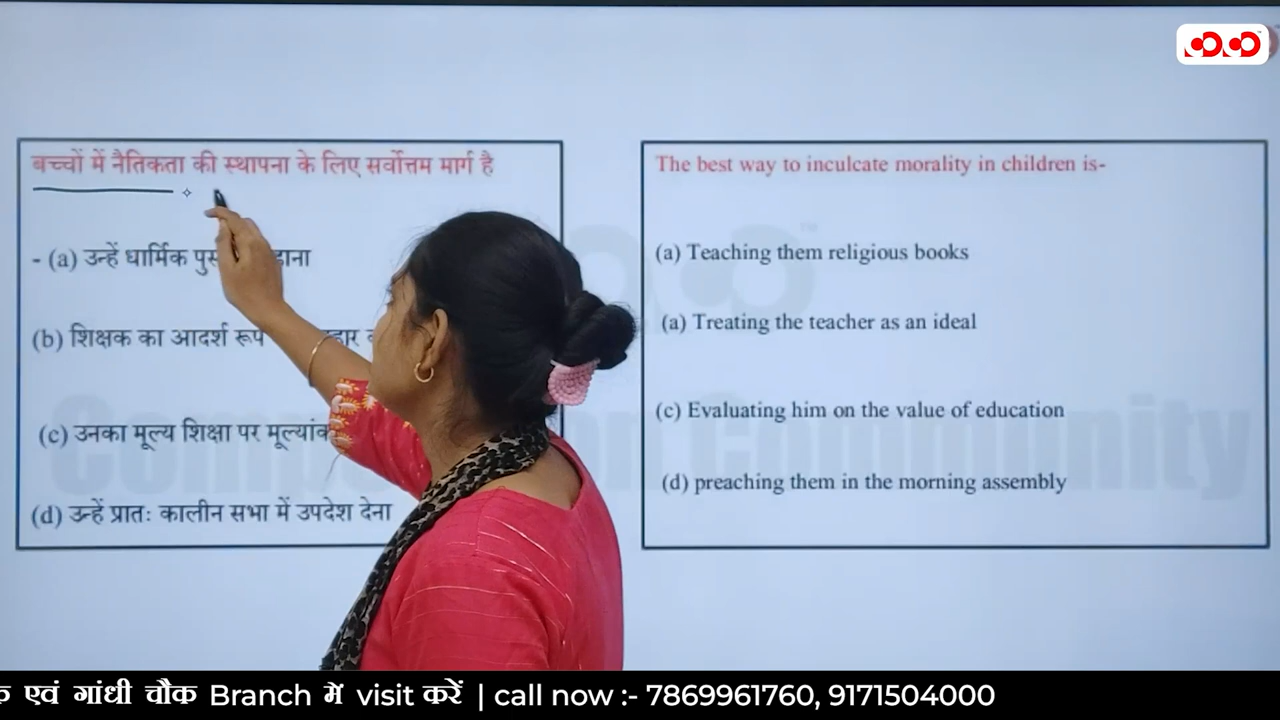 बच्चों में नैतिकता की स्थापना के लिए सर्वोत्तम मार्ग है
- (a) उन्हें धार्मिक
(b) शिक्षक का आदर्श रूप
(c) उनका मूल्य शिक्षा पर
(d) उन्हें प्रातः कालीन सभा में उपदेश देना
The best way to inculcate morality in children is-
(a) Teaching them religious books
(a) Treating the teacher as an ideal
(c) Evaluating him on the value of education
(d) preaching them in the morning assembly
एवं गांधी चौक Branch में visit करें | call now :- 7869961760, 9171504000